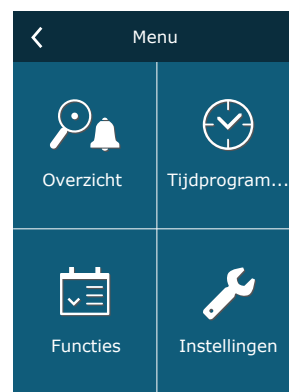 Menu
Overzicht
Tijdprogram...
Functies
Instellingen